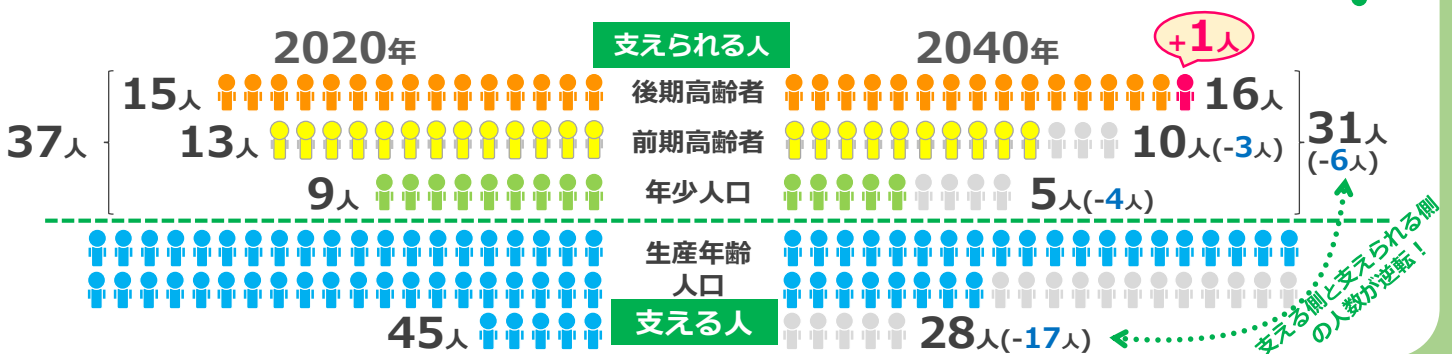 2020年
支えられる人
2040年
+1人
15人
後期高齢者
16人
37人
13人
前期高齢者
10人(-3人)
31人
(-6人)
9人
年少人口
5人(-4人)
生産年齢
人口
45人
支える人
28人(-17人)
支える側と支えられる側
の人数が逆転！